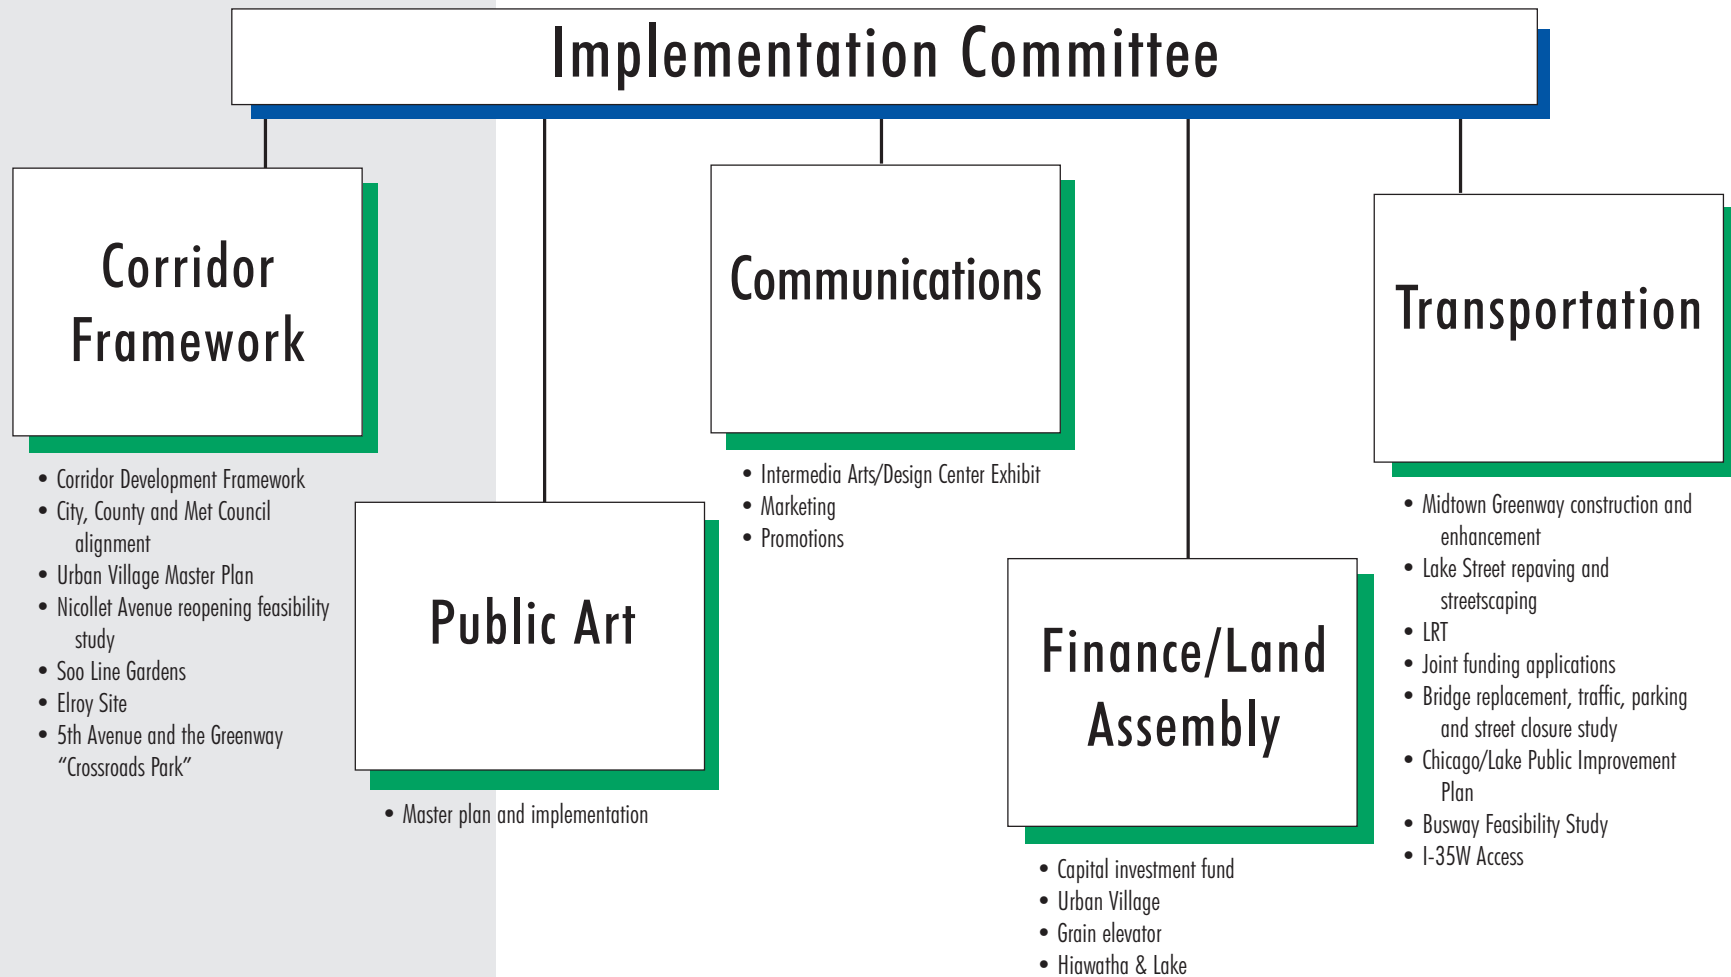 Implementation Committee
Corridor
Framework
• Corridor Development Framework
• City, County and Met Council
alignment
• Urban Village Master Plan
• Nicollet Avenue reopening feasibility
study
• Soo Line Gardens
• Elroy Site
• 5th Avenue and the Greenway
“Crossroads Park”
Public Art
• Master plan and implementation
Communications
• Intermedia Arts/Design Center Exhibit
• Marketing
• Promotions
Finance/Land
Assembly
• Capital investment fund
• Urban Village
• Grain elevator
• Hiawatha & Lake
Transportation
• Midtown Greenway construction and
enhancement
• Lake Street repaving and
streetscaping
• LRT
• Joint funding applications
• Bridge replacement, traffic, parking
and street closure study
• Chicago/Lake Public Improvement
Plan
• Busway Feasibility Study
• I-35W Access